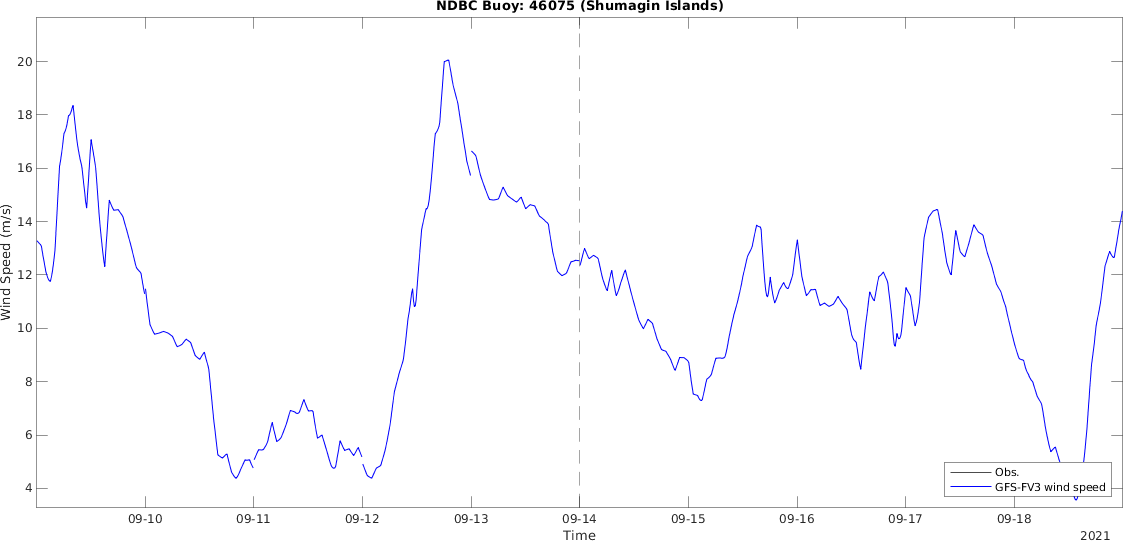 NDBC Buoy: 46075 (Shumagin Islands)
20
18
16
14
12
10
8
6
4
Wind Speed (m/s)
Obs.
GFS-FV3 wind speed
09-10 09-11 09-12 09-13 09-14 09-15 09-16 09-17 09-18
Time
2021